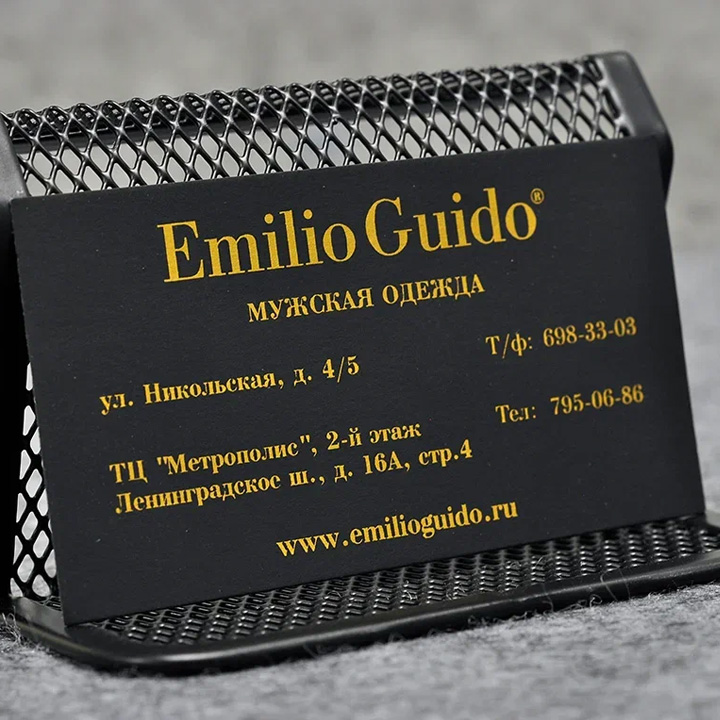 Emilio Guido®
МУЖСКАЯ ОДЕЖДА
ул. Никольская, д. 4/5
Т/ф: 698-33-03
ТЦ "Метрополис", 2-й этаж
Ленинградское ш., д. 16А, стр.4
Тел: 795-06-86
www.emilioguido.ru